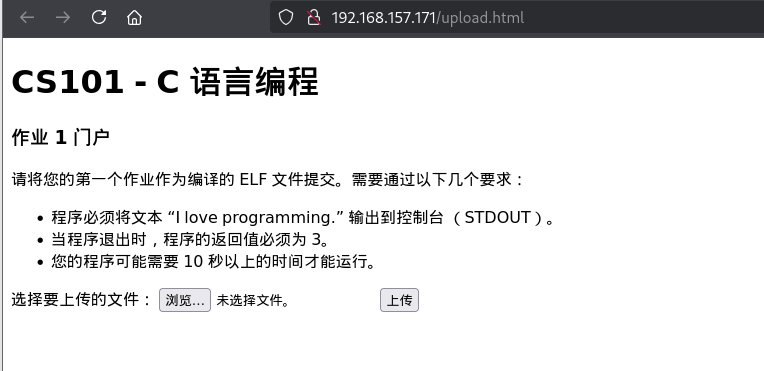 192.168.157.171/upload.html
CS101 - C 语言编程
作业 1 门户
请将您的第一个作业作为编译的 ELF 文件提交。需要通过以下几个要求：
• 程序必须将文本 “I love programming.” 输出到控制台 （STDOUT）。
• 当程序退出时，程序的返回值必须为 3。
• 您的程序可能需要 10 秒以上的时间才能运行。
选择要上传的文件： 浏览... 未选择文件。 上传